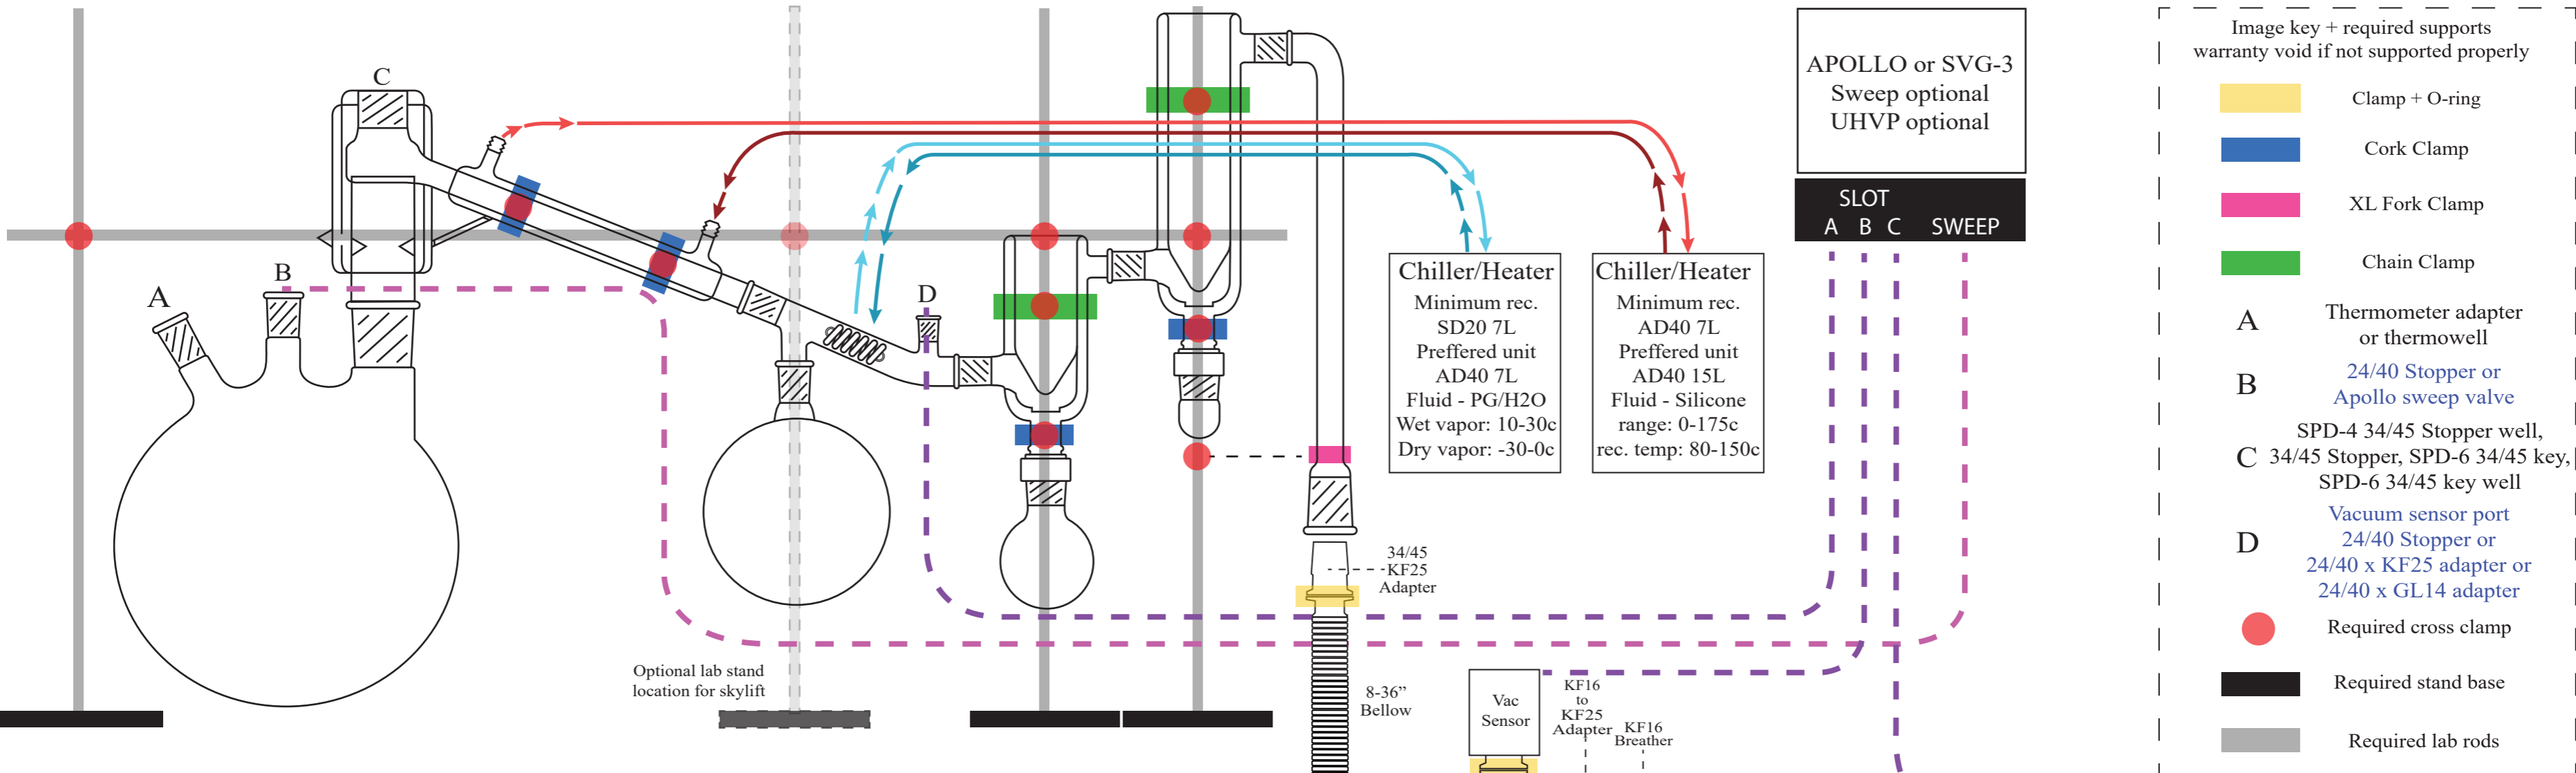 C
B
A
D
Optional lab stand
location for skylift
34/45
KF25
Adapter
8-36”
Bellow
Chiller/Heater
Minimum rec.
SD20 7L
Preffered unit
AD40 7L
Fluid - PG/H2O
Wet vapor: 10-30c
Dry vapor: -30-0c
Chiller/Heater
Minimum rec.
AD40 7L
Preffered unit
AD40 15L
Fluid - Silicone
range: 0-175c
rec. temp: 80-150c
Vac
Sensor
KF16
to
KF25
Adapter
KF16
Breather
APOLLO or SVG-3
Sweep optional
UHVP optional
SLOT
A B C SWEEP
Image key + required supports
warranty void if not supported properly
Clamp + O-ring
Cork Clamp
XL Fork Clamp
Chain Clamp
A
Thermometer adapter
or thermowell
B
24/40 Stopper or
Apollo sweep valve
C
SPD-4 34/45 Stopper well,
34/45 Stopper, SPD-6 34/45 key,
SPD-6 34/45 key well
D
Vacuum sensor port
24/40 Stopper or
24/40 x KF25 adapter or
24/40 x GL14 adapter
Required cross clamp
Required stand base
Required lab rods